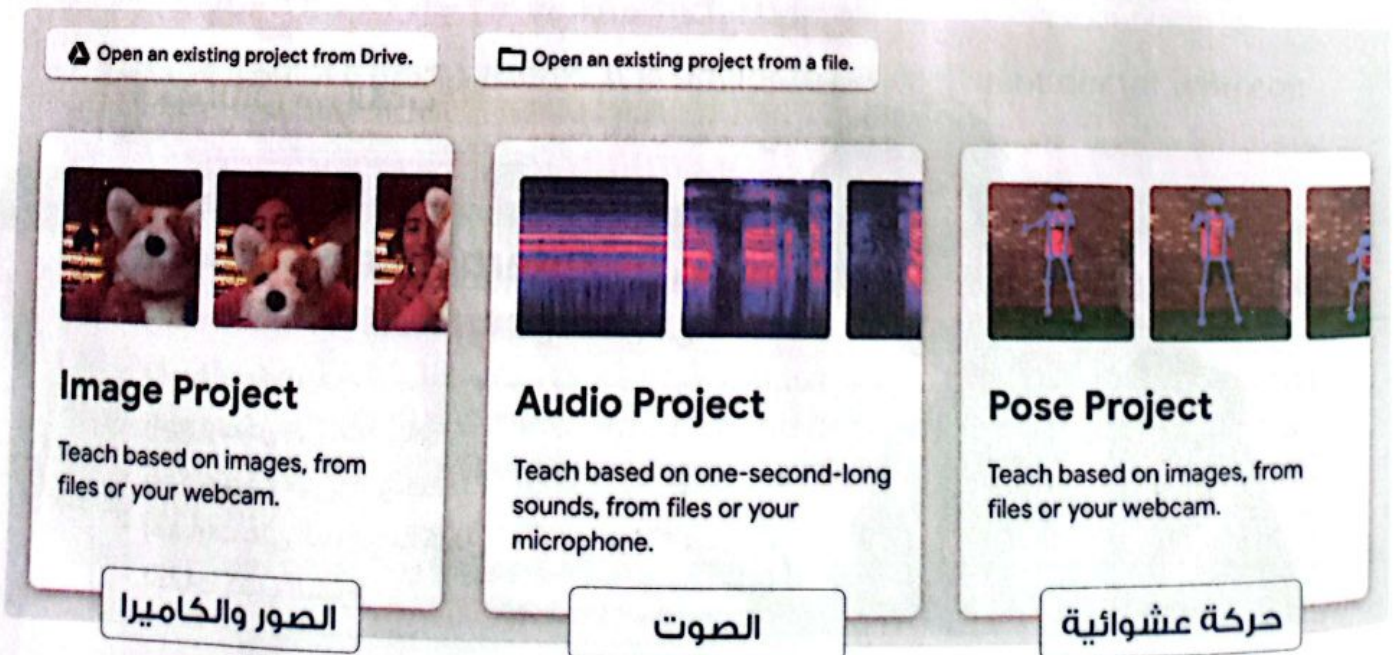 Open an existing project from Drive.
Open an existing project from a file.
Image Project
Teach based on images, from
files or your webcam.
الصور والكاميرا
Audio Project
Teach based on one-second-long
sounds, from files or your
microphone.
الصوت
Pose Project
Teach based on images, from
files or your webcam.
حركة عشوائية